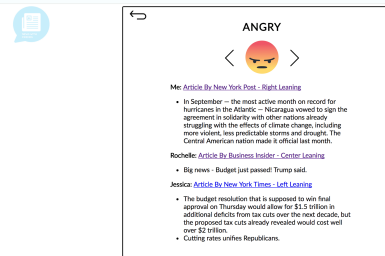 ANGRY
Me: Article By New York Post - Right Leaning
• In September — the most active month on record for
hurricanes in the Atlantic — Nicaragua vowed to sign the
agreement in solidarity with other nations already
struggling with the effects of climate change, including
more violent, less predictable storms and drought. The
Central American nation made it official last month.
Rochelle: Article By Business Insider - Center Leaning
• Big news - Budget just passed! Trump said.
Jessica: Article By New York Times - Left Leaning
• The budget resolution that is supposed to win final
approval on Thursday would allow for $1.5 trillion in
additional deficits from tax cuts over the next decade, but
the proposed tax cuts already revealed would cost well
over $2 trillion.
• Cutting rates unifies Republicans.